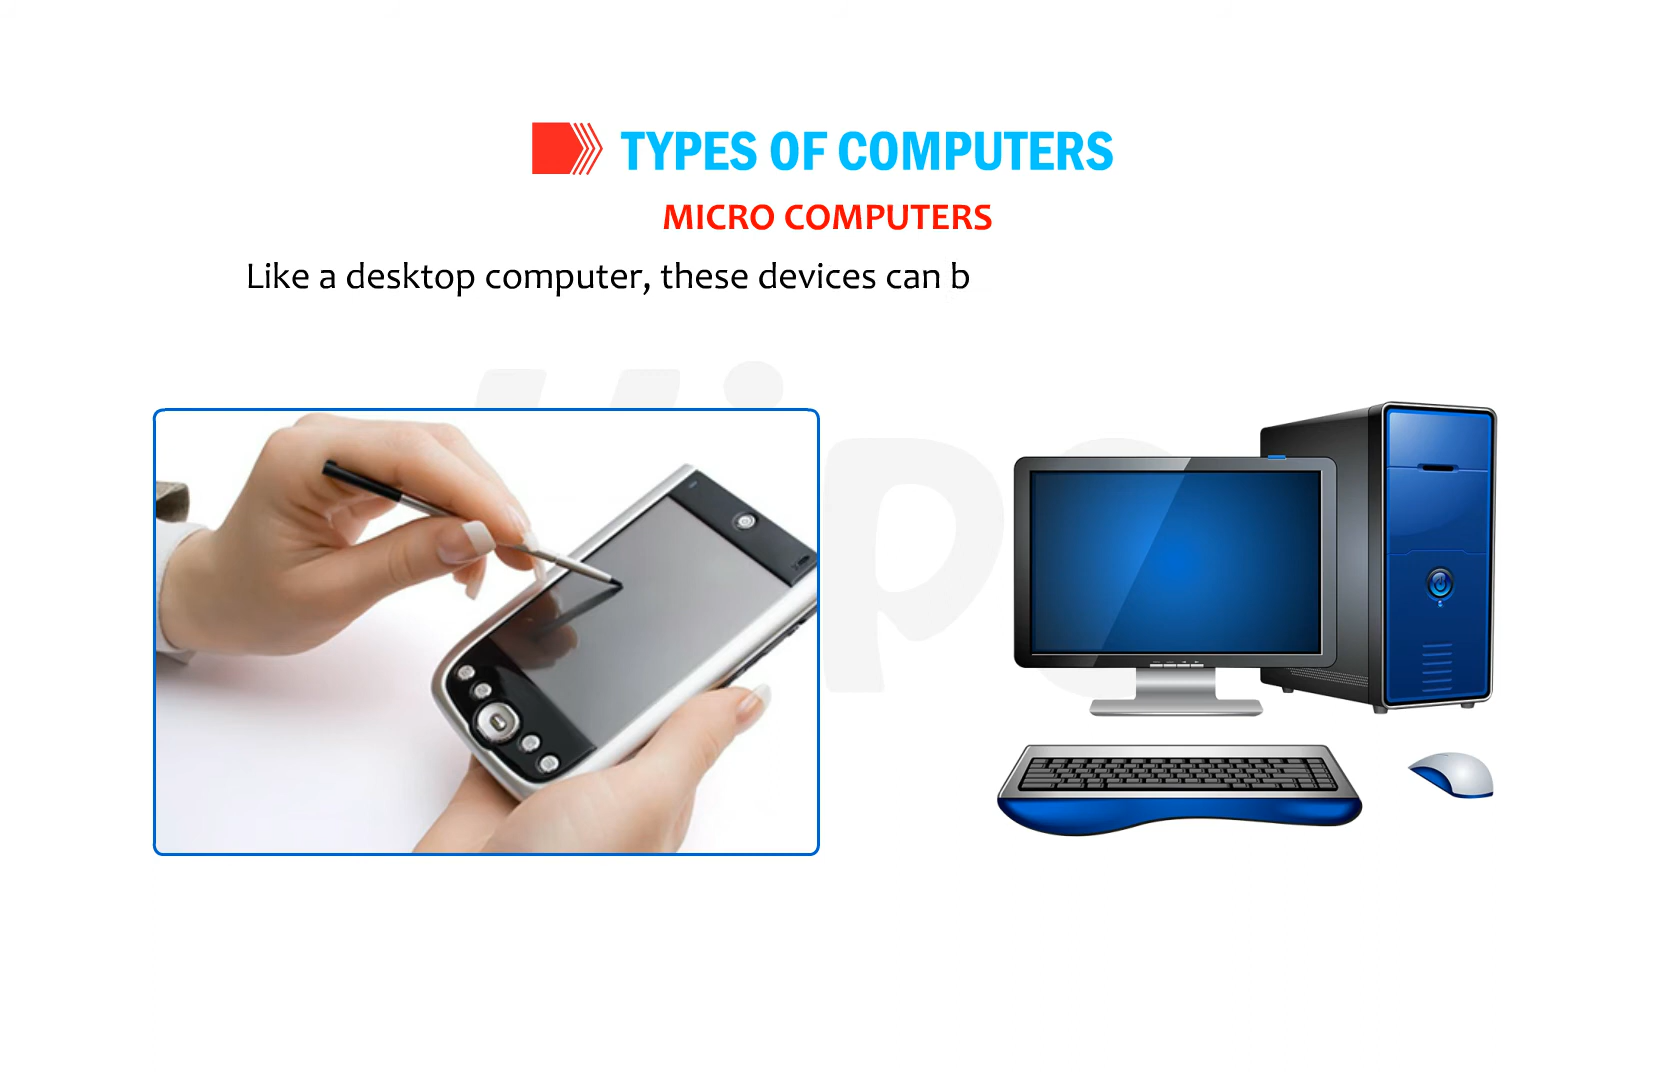 TYPES OF COMPUTERS
MICRO COMPUTERS
Like a desktop computer, these devices can b